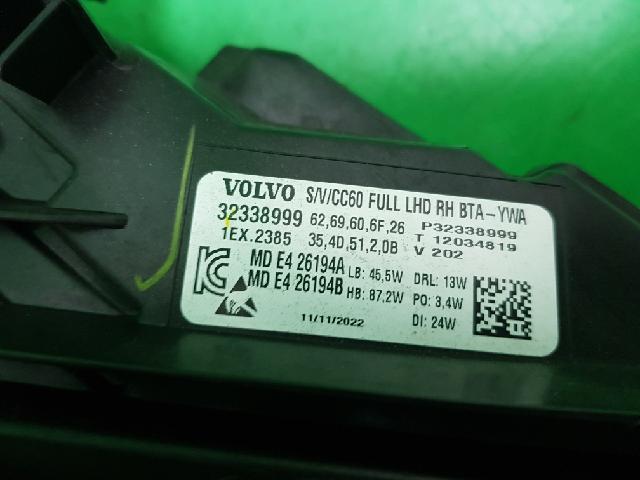 VOLVO S/V/CC60 FULL LHD RH BTA-YWA
32338999 62,69,60,6F,26 P32338999
1EX.2385 35,4D,51,2,0B T 12034819
V 202
MD E4 26194A LB: 45,5W DRL: 13W
MD E4 26194B HB: 87,2W PO: 3,4W
11/11/2022 DI: 24W